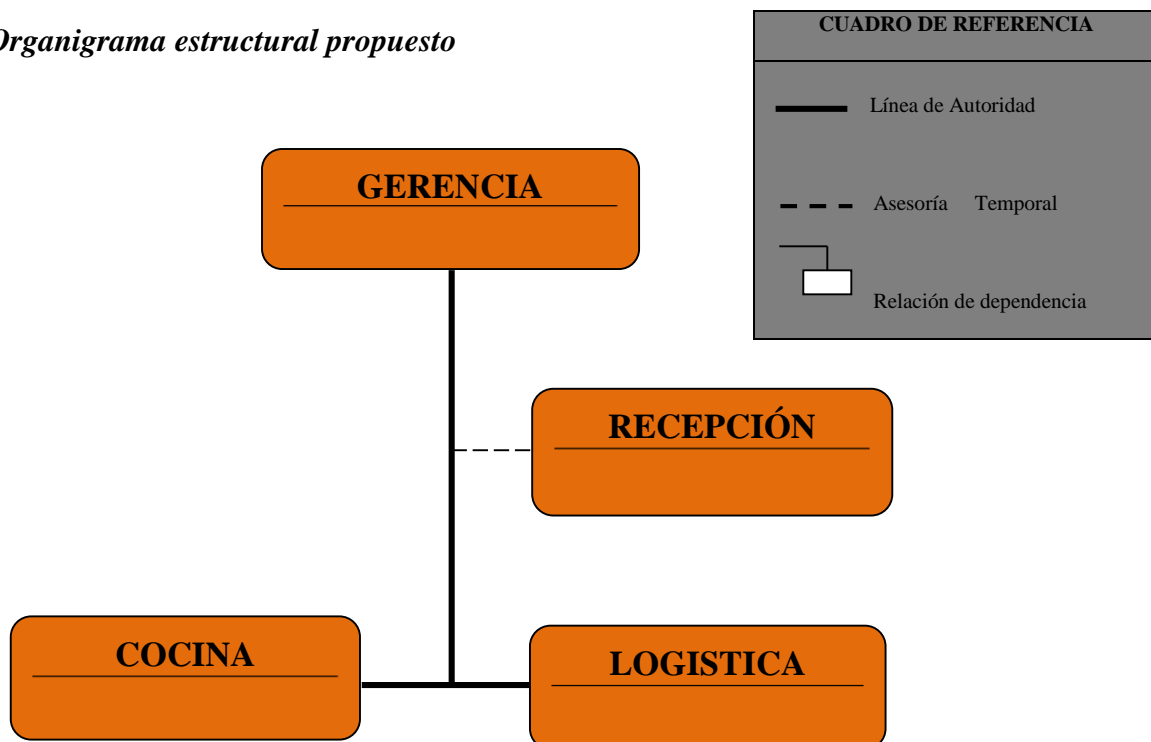 Organigrama estructural propuesto
CUADRO DE REFERENCIA
Línea de Autoridad
Asesoría Temporal
Relación de dependencia
GERENCIA
RECEPCIÓN
COCINA
LOGISTICA